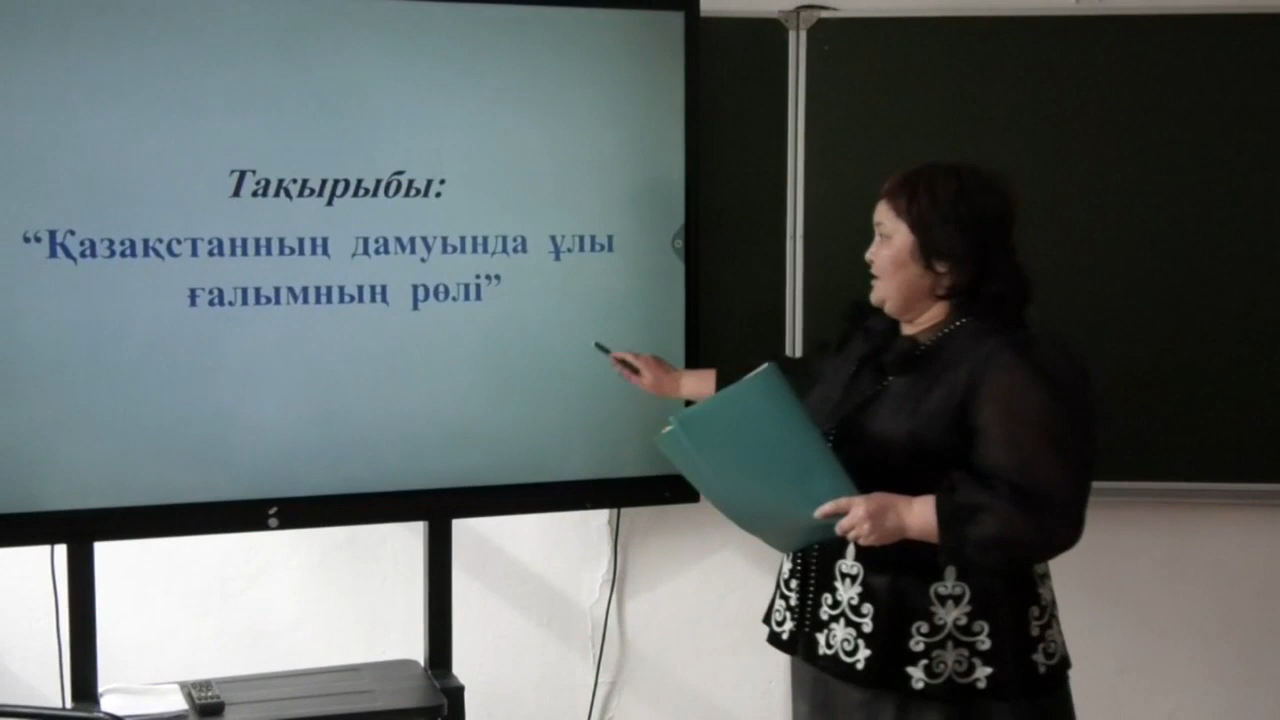 Тақырыбы:
“Қазақстанның дамуында ұлы
ғалымның рөлі”